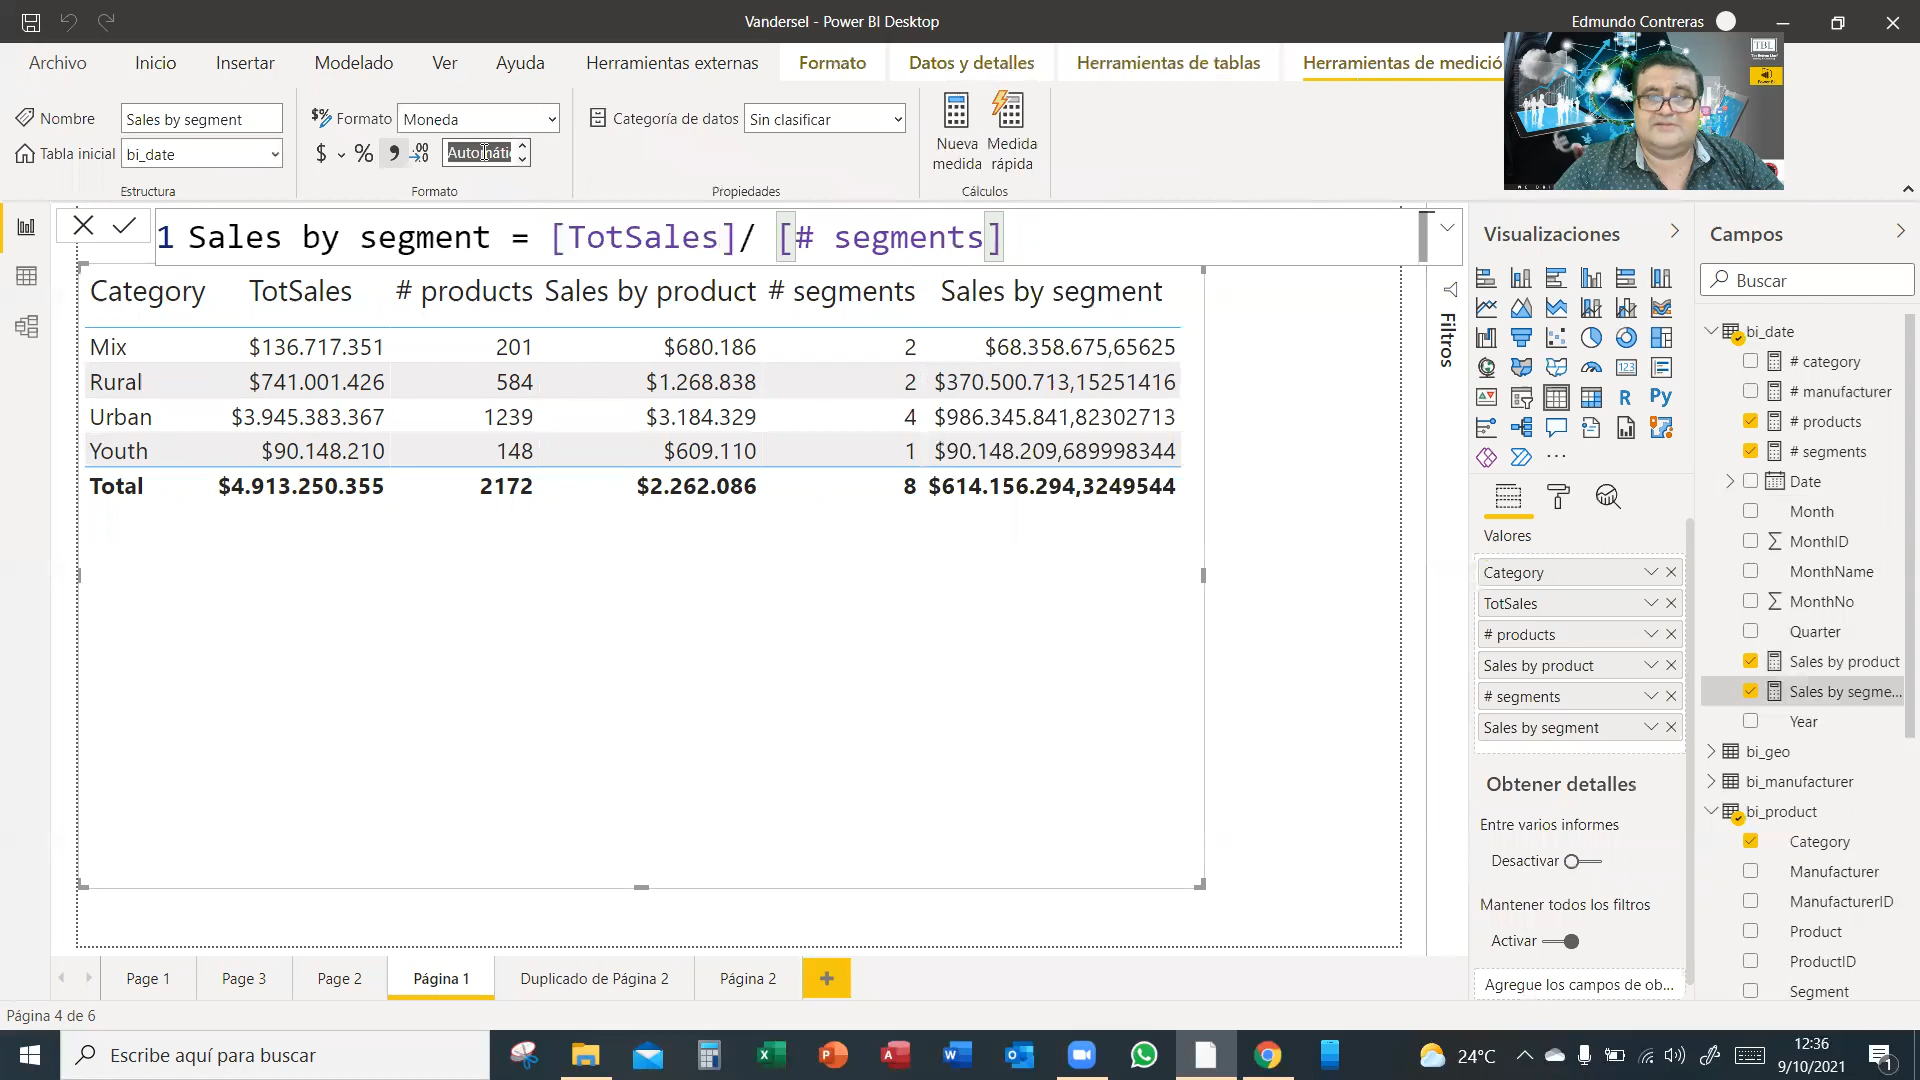 Vandersel - Power BI Desktop
Edmundo Contreras
Archivo
Inicio
Insertar
Modelado
Ver
Ayuda
Herramientas externas
Formato
Datos y detalles
Herramientas de tablas
Herramientas de medició
TBL
Nombre
Sales by segment
Formato
Moneda
Categoría de datos
Sin clasificar
Nueva medida
Medida rápida
Tabla inicial
bi_date
$
%
Automátic
Estructura
Formato
Propiedades
Cálculos
1 Sales by segment = [TotSales]/ [# segments]
Category TotSales # products Sales by product # segments Sales by segment
Mix $136.717.351 201 $680.186 2 $68.358.675,65625
Rural $741.001.426 584 $1.268.838 2 $370.500.713,15251416
Urban $3.945.383.367 1239 $3.184.329 4 $986.345.841,82302713
Youth $90.148.210 148 $609.110 1 $90.148.209,689998344
Total $4.913.250.355 2172 $2.262.086 8 $614.156.294,3249544
Filtros
Visualizaciones
R
Py
Valores
Category
TotSales
# products
Sales by product
# segments
Sales by segment
Obtener detalles
Entre varios informes
Desactivar
Mantener todos los filtros
Activar
Agregue los campos de ob...
Campos
Buscar
bi_date
# category
# manufacturer
# products
# segments
Date
Month
MonthID
MonthName
MonthNo
Quarter
Sales by product
Sales by segme...
Year
bi_geo
bi_manufacturer
bi_product
Category
Manufacturer
ManufacturerID
Product
ProductID
Segment
Page 1
Page 3
Page 2
Página 1
Duplicado de Página 2
Página 2
+
Página 4 de 6
Escribe aquí para buscar
24°C
12:36
9/10/2021
1